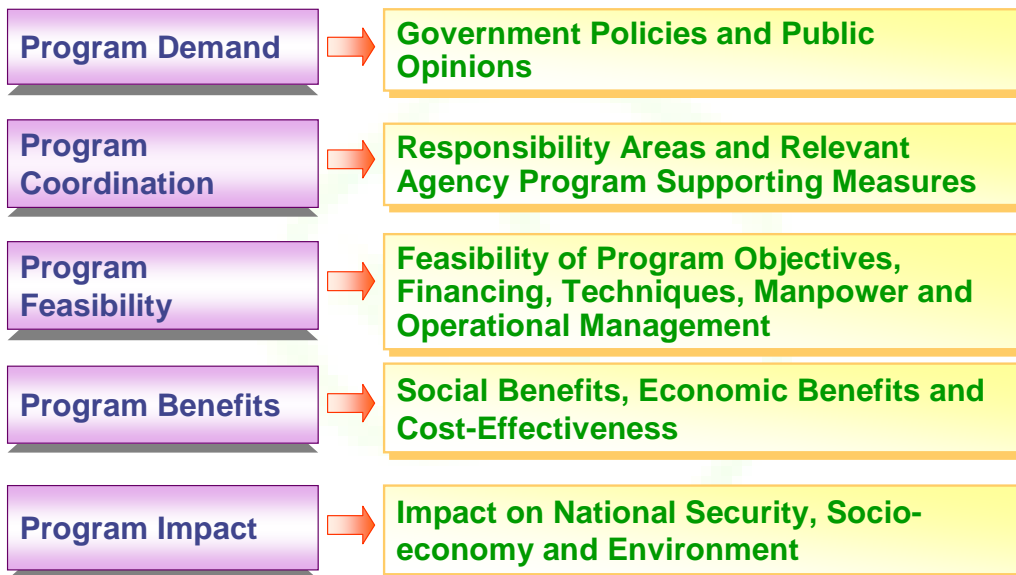 Program Demand
Government Policies and Public
Opinions
Program
Coordination
Responsibility Areas and Relevant
Agency Program Supporting Measures
Program
Feasibility
Feasibility of Program Objectives,
Financing, Techniques, Manpower and
Operational Management
Program Benefits
Social Benefits, Economic Benefits and
Cost-Effectiveness
Program Impact
Impact on National Security, Socio-
economy and Environment